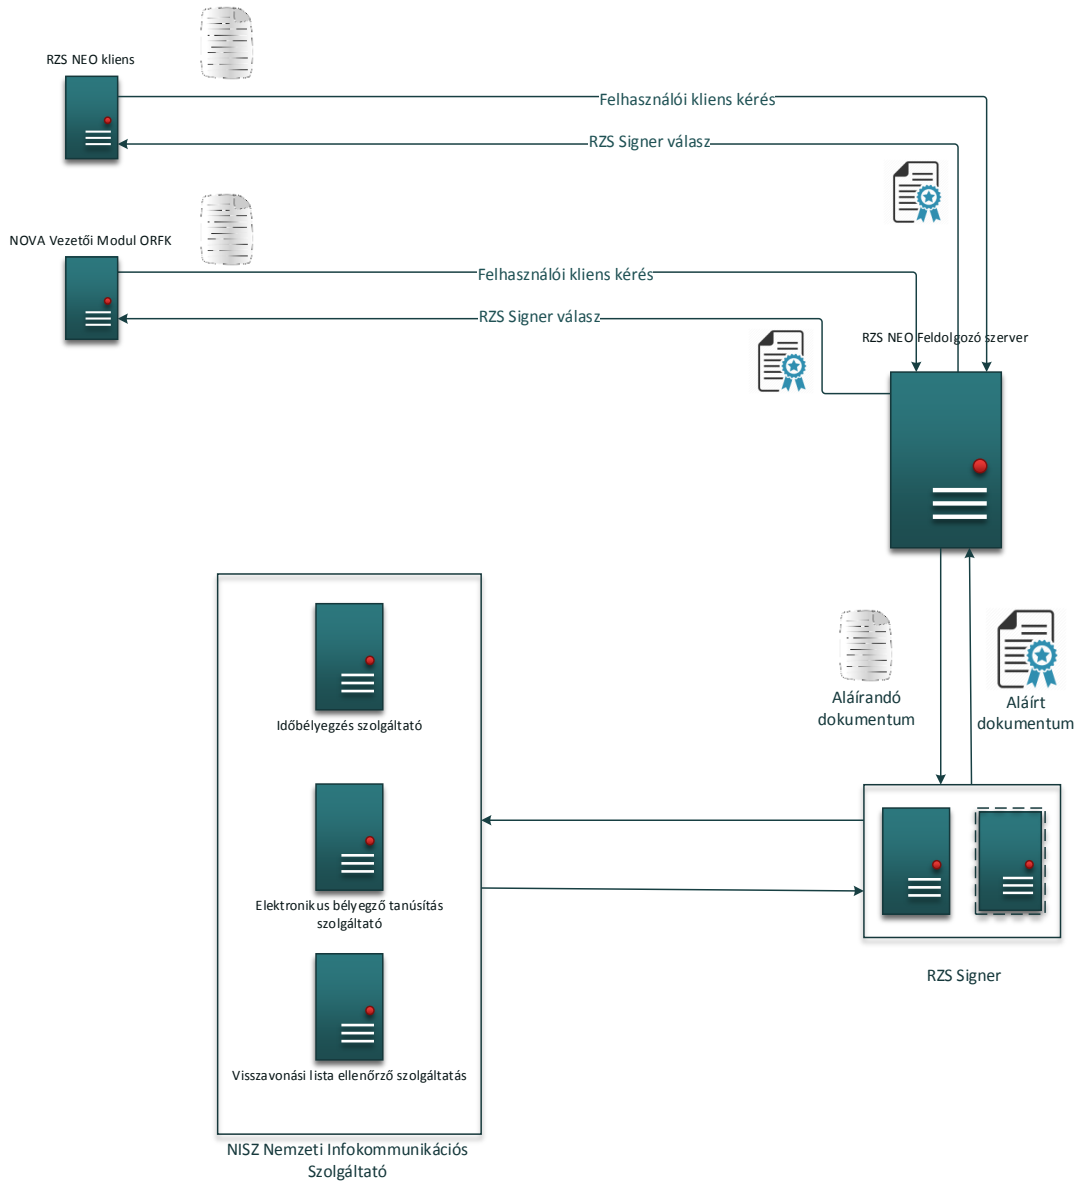 RZS NEO kliens
Felhasználói kliens kérés
RZS Signer válasz
NOVA Vezetői Modul ORFK
Felhasználói kliens kérés
RZS Signer válasz
RZS NEO Feldolgozó szerver
Aláírandó
dokumentum
Aláírt
dokumentum
Időbélyegzés szolgáltató
Elektronikus bélyegző tanúsítás
szolgáltató
RZS Signer
Visszavonási lista ellenőrző szolgáltatás
NISZ Nemzeti Infokommunikációs
Szolgáltató